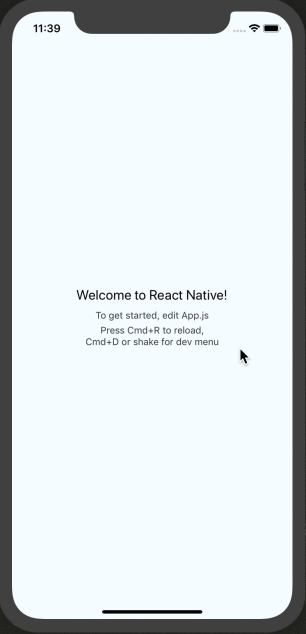 11:39
Welcome to React Native!
To get started, edit App.js
Press Cmd+R to reload,
Cmd+D or shake for dev menu